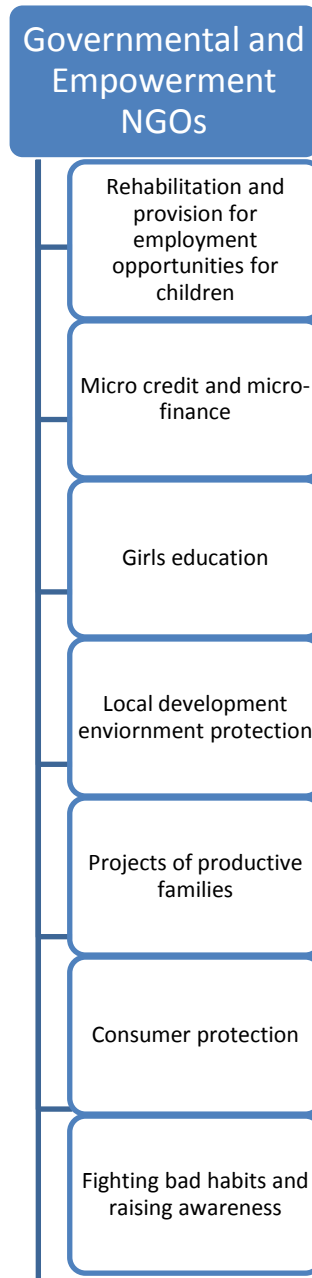 Governmental and
Empowerment
NGOs
Rehabilitation and
provision for
employment
opportunities for
children
Micro credit and micro-
finance
Girls education
Local development
enviornment protection
Projects of productive
families
Consumer protection
Fighting bad habits and
raising awareness